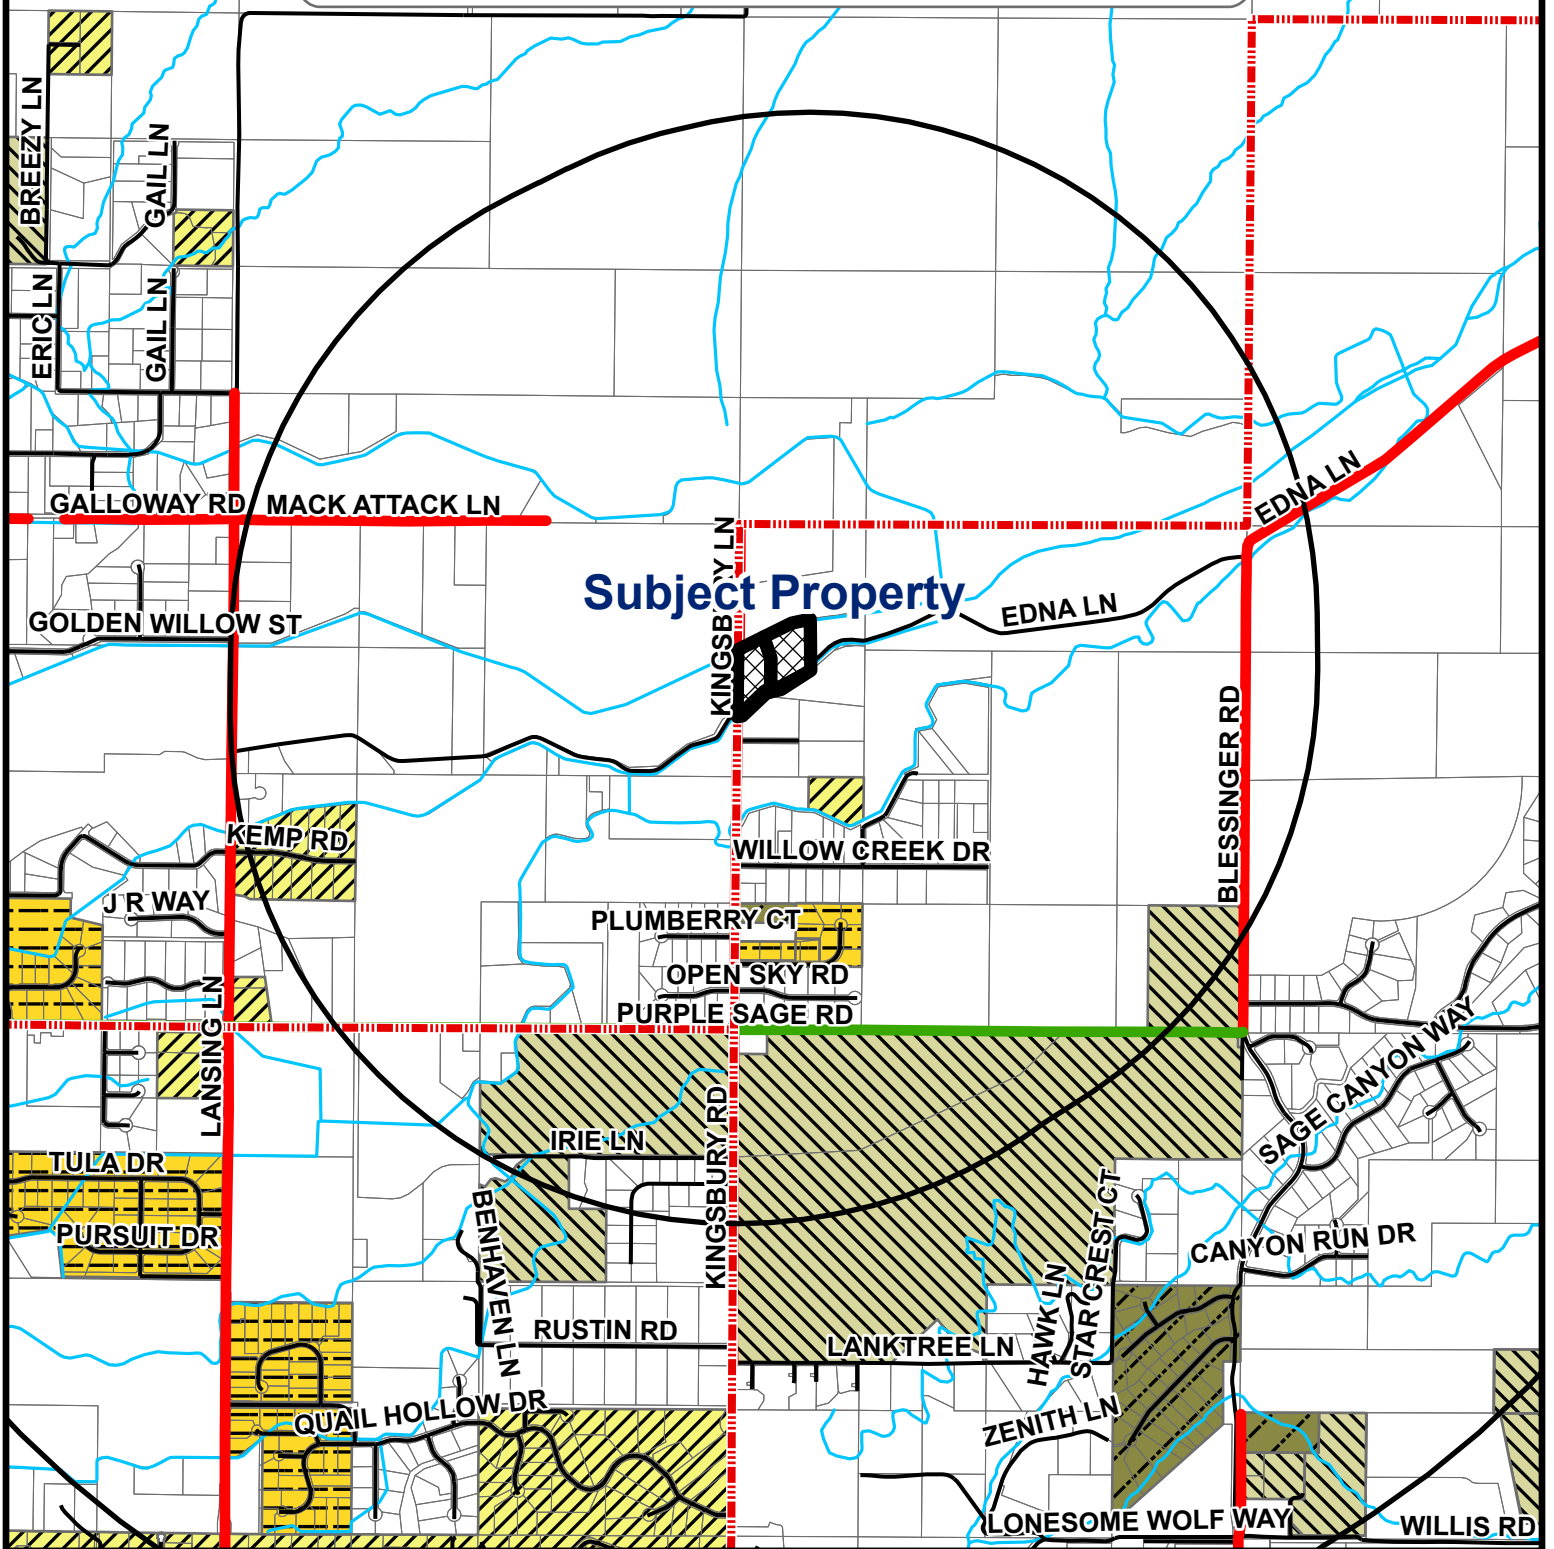 BREEZY LN
GAIL LN
ERIC LN
GAIL LN
GALLOWAY RD
MACK ATTACK LN
EDNA LN
KINGSBURY LN
Subject Property
EDNA LN
GOLDEN WILLOW ST
BLESSINGER RD
KEMP RD
WILLOW CREEK DR
J R WAY
PLUMBERRY CT
OPEN SKY RD
PURPLE SAGE RD
LANSING LN
SAGE CANYON WAY
KINGSBURY RD
IRIE LN
TULA DR
PURSUIT DR
BENHAVEN LN
STAR CREST CT
HAWK LN
CANYON RUN DR
RUSTIN RD
LANKTREE LN
QUAIL HOLLOW DR
ZENITH LN
LONESOME WOLF WAY
WILLIS RD